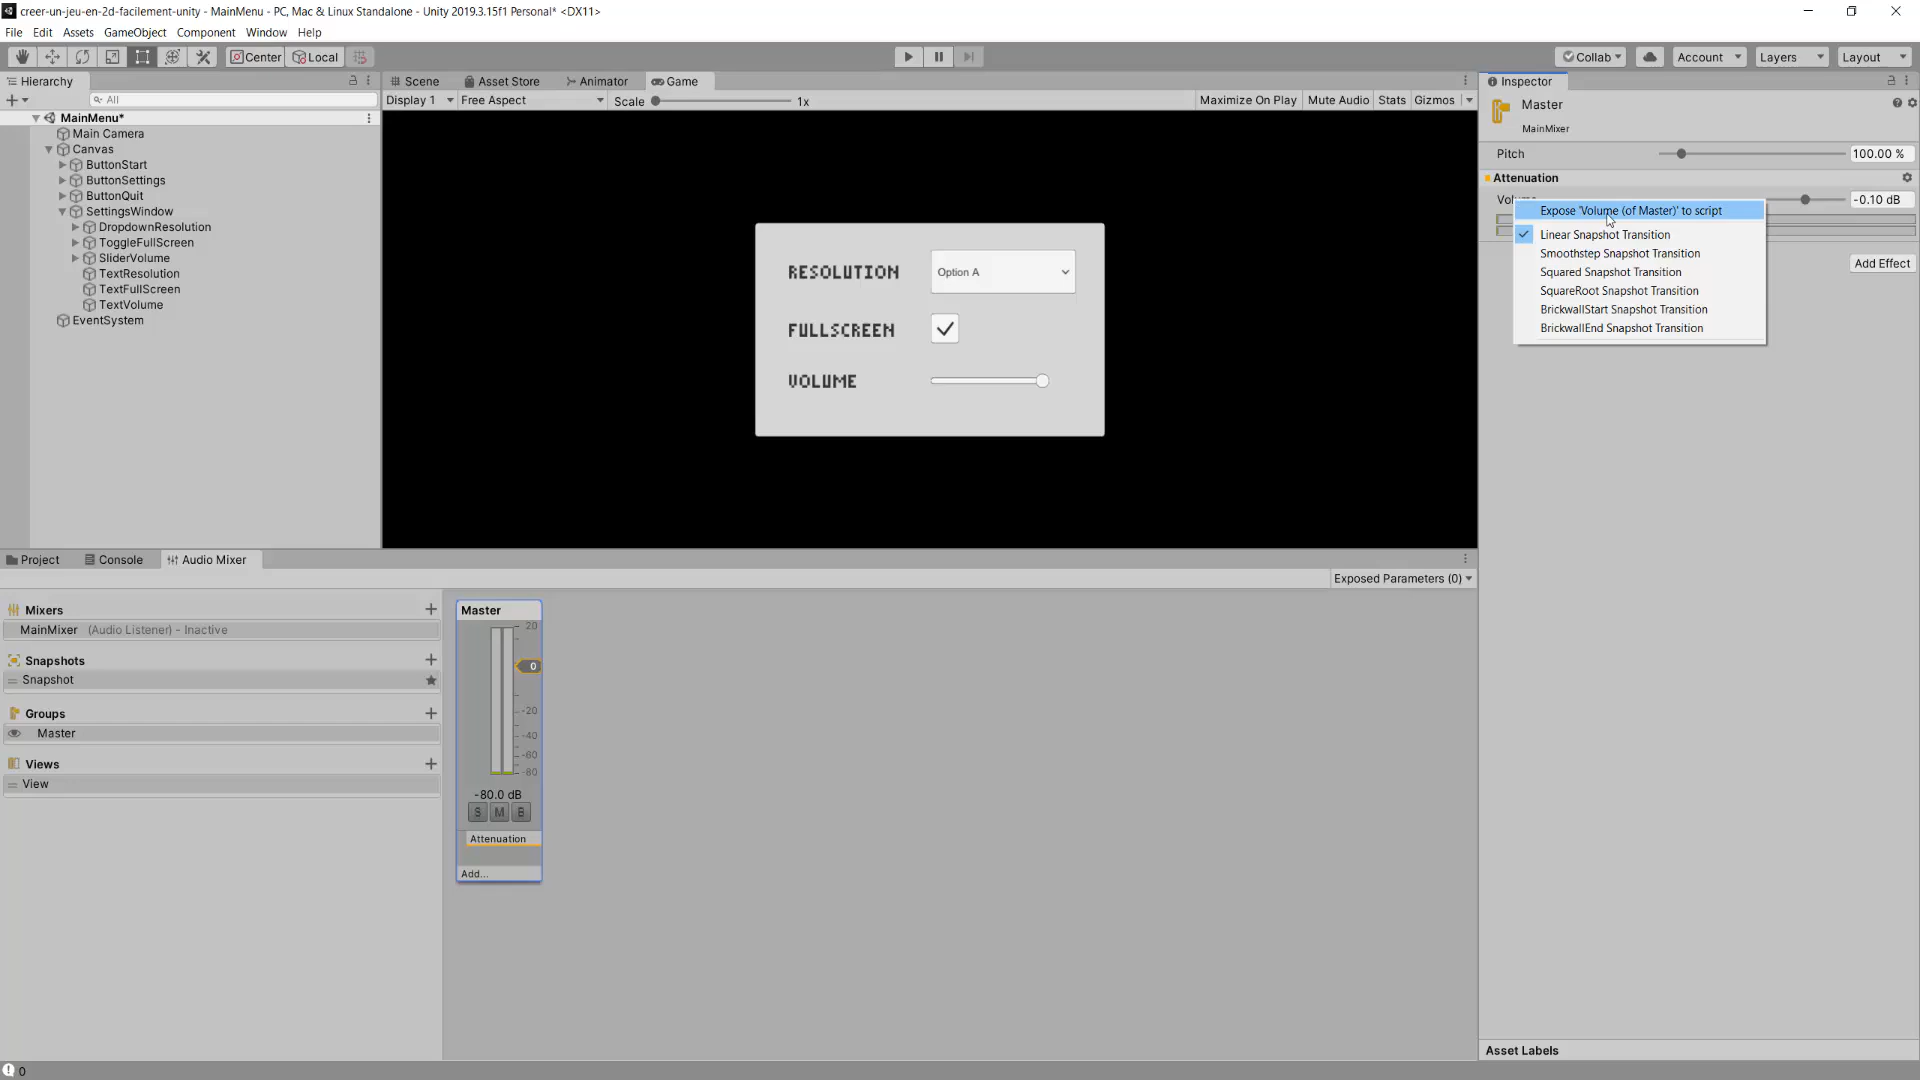 creer-un-jeu-en-2d-facilement-unity - MainMenu - PC, Mac & Linux Standalone - Unity 2019.3.15f1 Personal* <DX11>
File Edit Assets GameObject Component Window Help
Center Local Collab Account Layers Layout
Hierarchy
All
MainMenu*
Main Camera
Canvas
ButtonStart
ButtonSettings
ButtonQuit
SettingsWindow
DropdownResolution
ToggleFullScreen
SliderVolume
TextResolution
TextFullScreen
TextVolume
EventSystem
Scene Asset Store Animator Game
Display 1 Free Aspect Scale 1x Maximize On Play Mute Audio Stats Gizmos
RESOLUTION Option A
FULLSCREEN
VOLUME
Inspector
Master
MainMixer
Pitch 100.00 %
Attenuation
Volume -0.10 dB
Expose 'Volume (of Master)' to script
Linear Snapshot Transition
Smoothstep Snapshot Transition
Squared Snapshot Transition
SquareRoot Snapshot Transition
BrickwallStart Snapshot Transition
BrickwallEnd Snapshot Transition
Add Effect
Asset Labels
Project Console Audio Mixer
Exposed Parameters (0)
Mixers
MainMixer (Audio Listener) - Inactive
Snapshots
Snapshot
Groups
Master
Views
View
Master
20
0
-20
-40
-60
-80
-80.0 dB
S M B
Attenuation
Add...
0